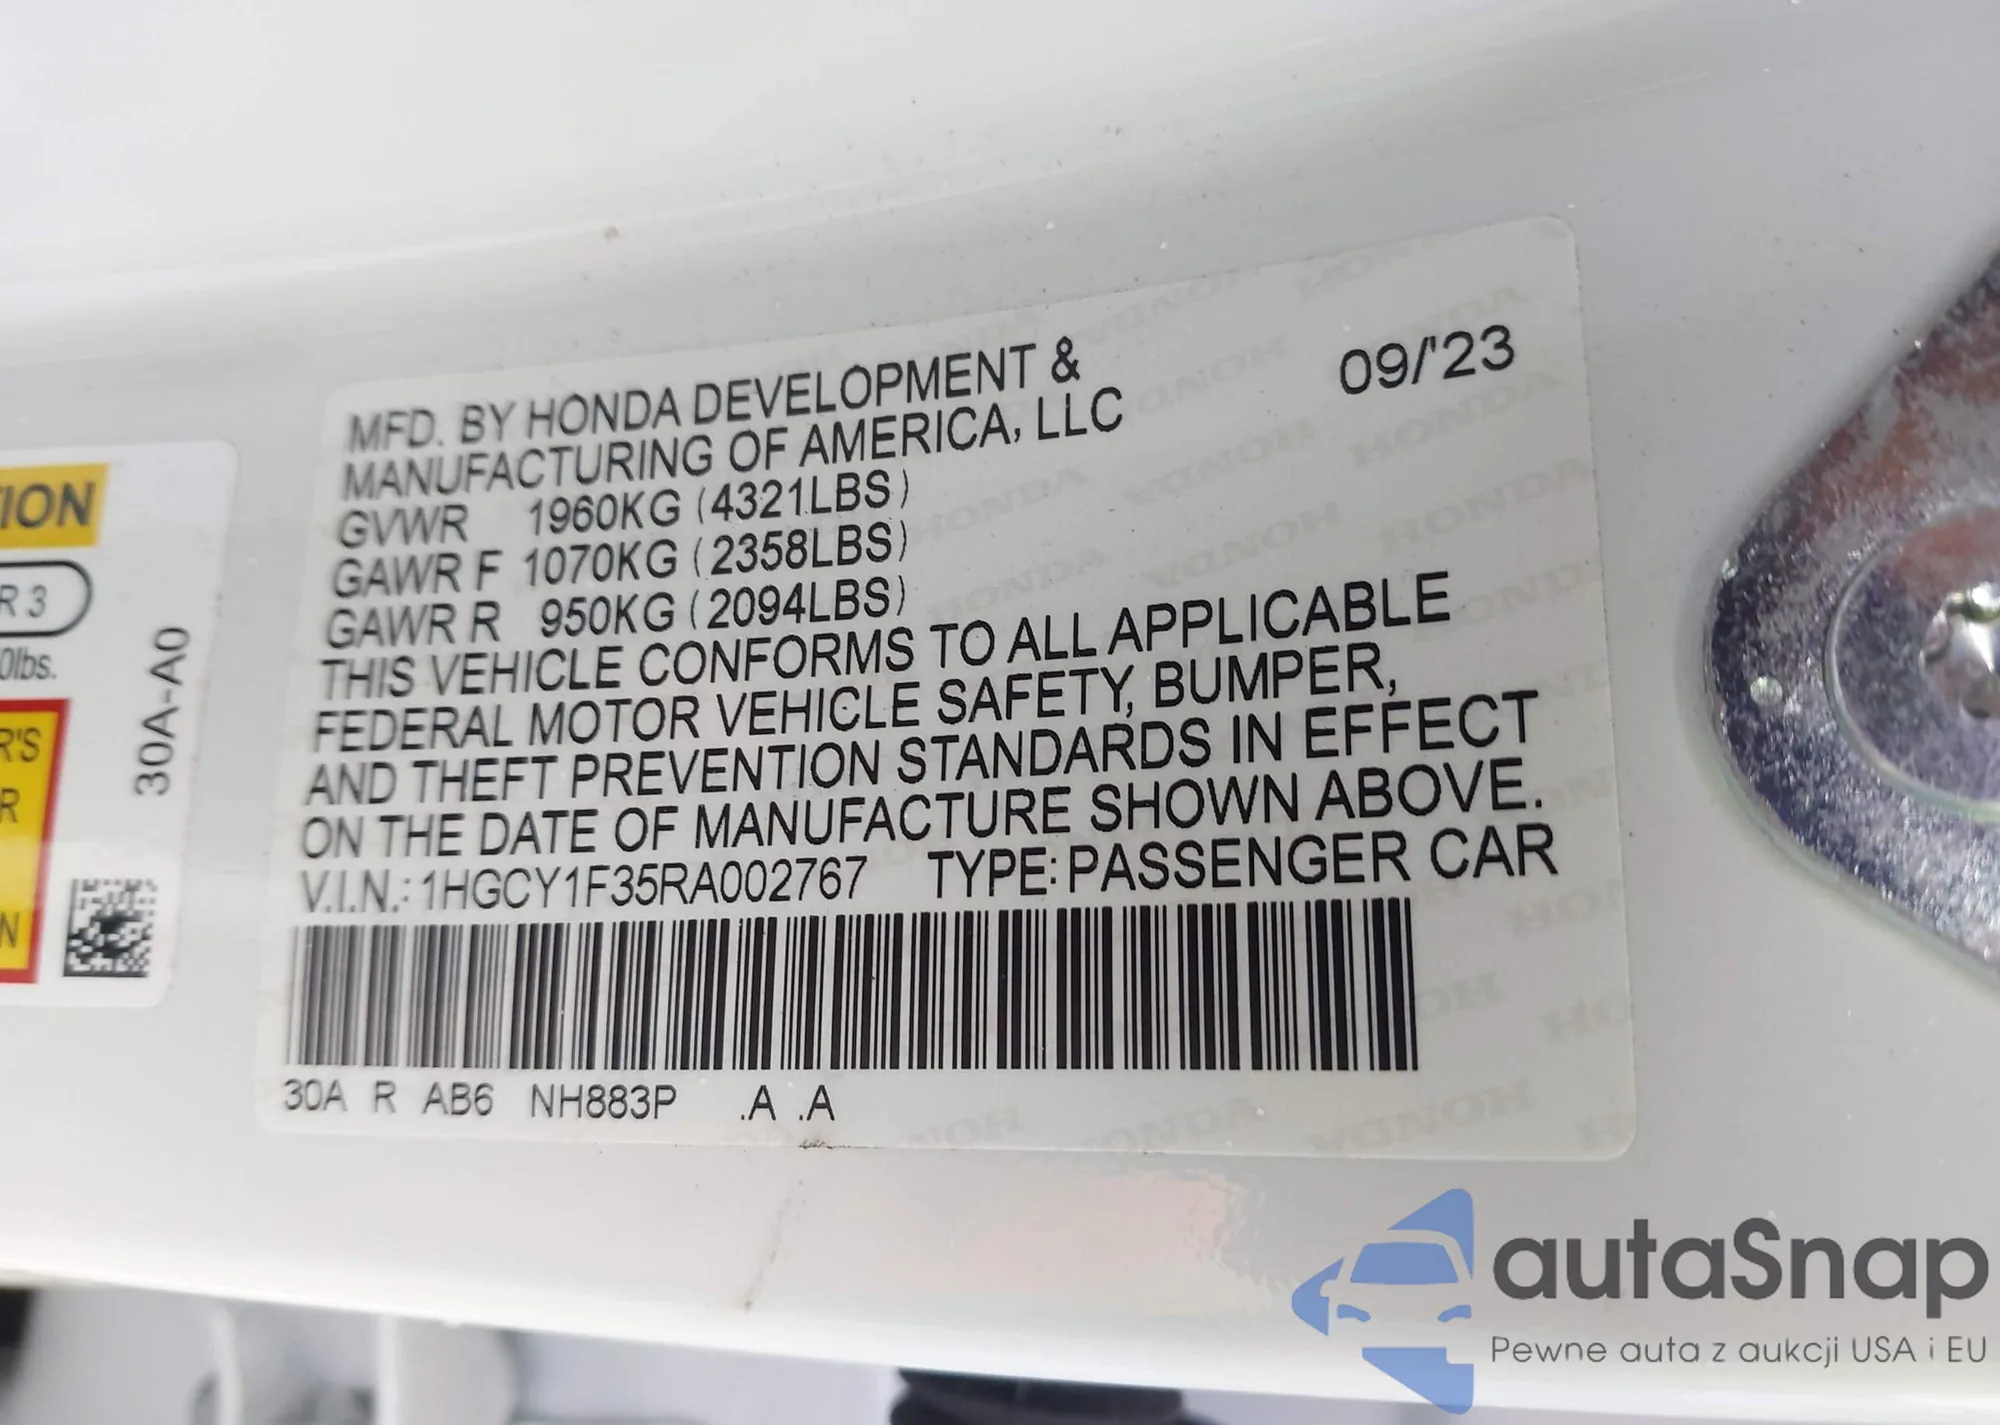 MFD. BY HONDA DEVELOPMENT &
MANUFACTURING OF AMERICA, LLC
09/'23
GVWR 1960KG (4321LBS)
GAWR F 1070KG (2358LBS)
GAWR R 950KG (2094LBS)
THIS VEHICLE CONFORMS TO ALL APPLICABLE
FEDERAL MOTOR VEHICLE SAFETY, BUMPER,
AND THEFT PREVENTION STANDARDS IN EFFECT
ON THE DATE OF MANUFACTURE SHOWN ABOVE.
V.I.N.: 1HGCY1F35RA002767 TYPE: PASSENGER CAR
30A R AB6 NH883P .A .A
TION
R 3
0lbs.
R'S
R
N
30A-A0
autaSnap
Pewne auta z aukcji USA i EU